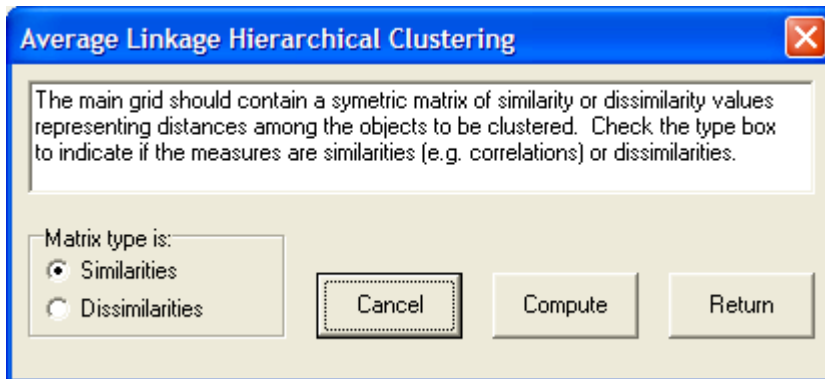 Average Linkage Hierarchical Clustering
The main grid should contain a symetric matrix of similarity or dissimilarity values
representing distances among the objects to be clustered.  Check the type box
to indicate if the measures are similarities (e.g. correlations) or dissimilarities.
Matrix type is:
Similarities
Dissimilarities
Cancel
Compute
Return